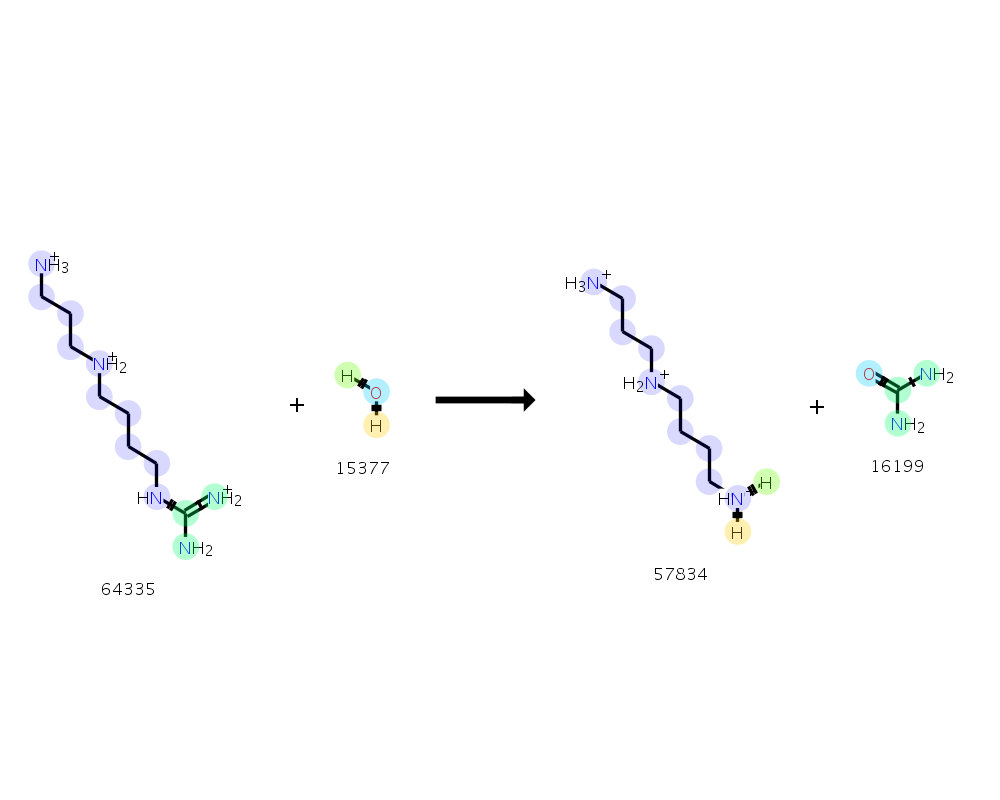 NH3+
NH2+
HN
NH2+
NH2
64335
+
H
O
H
15377
H3N+
H2N+
HN+
H
H
57834
+
O
NH2
NH2
16199